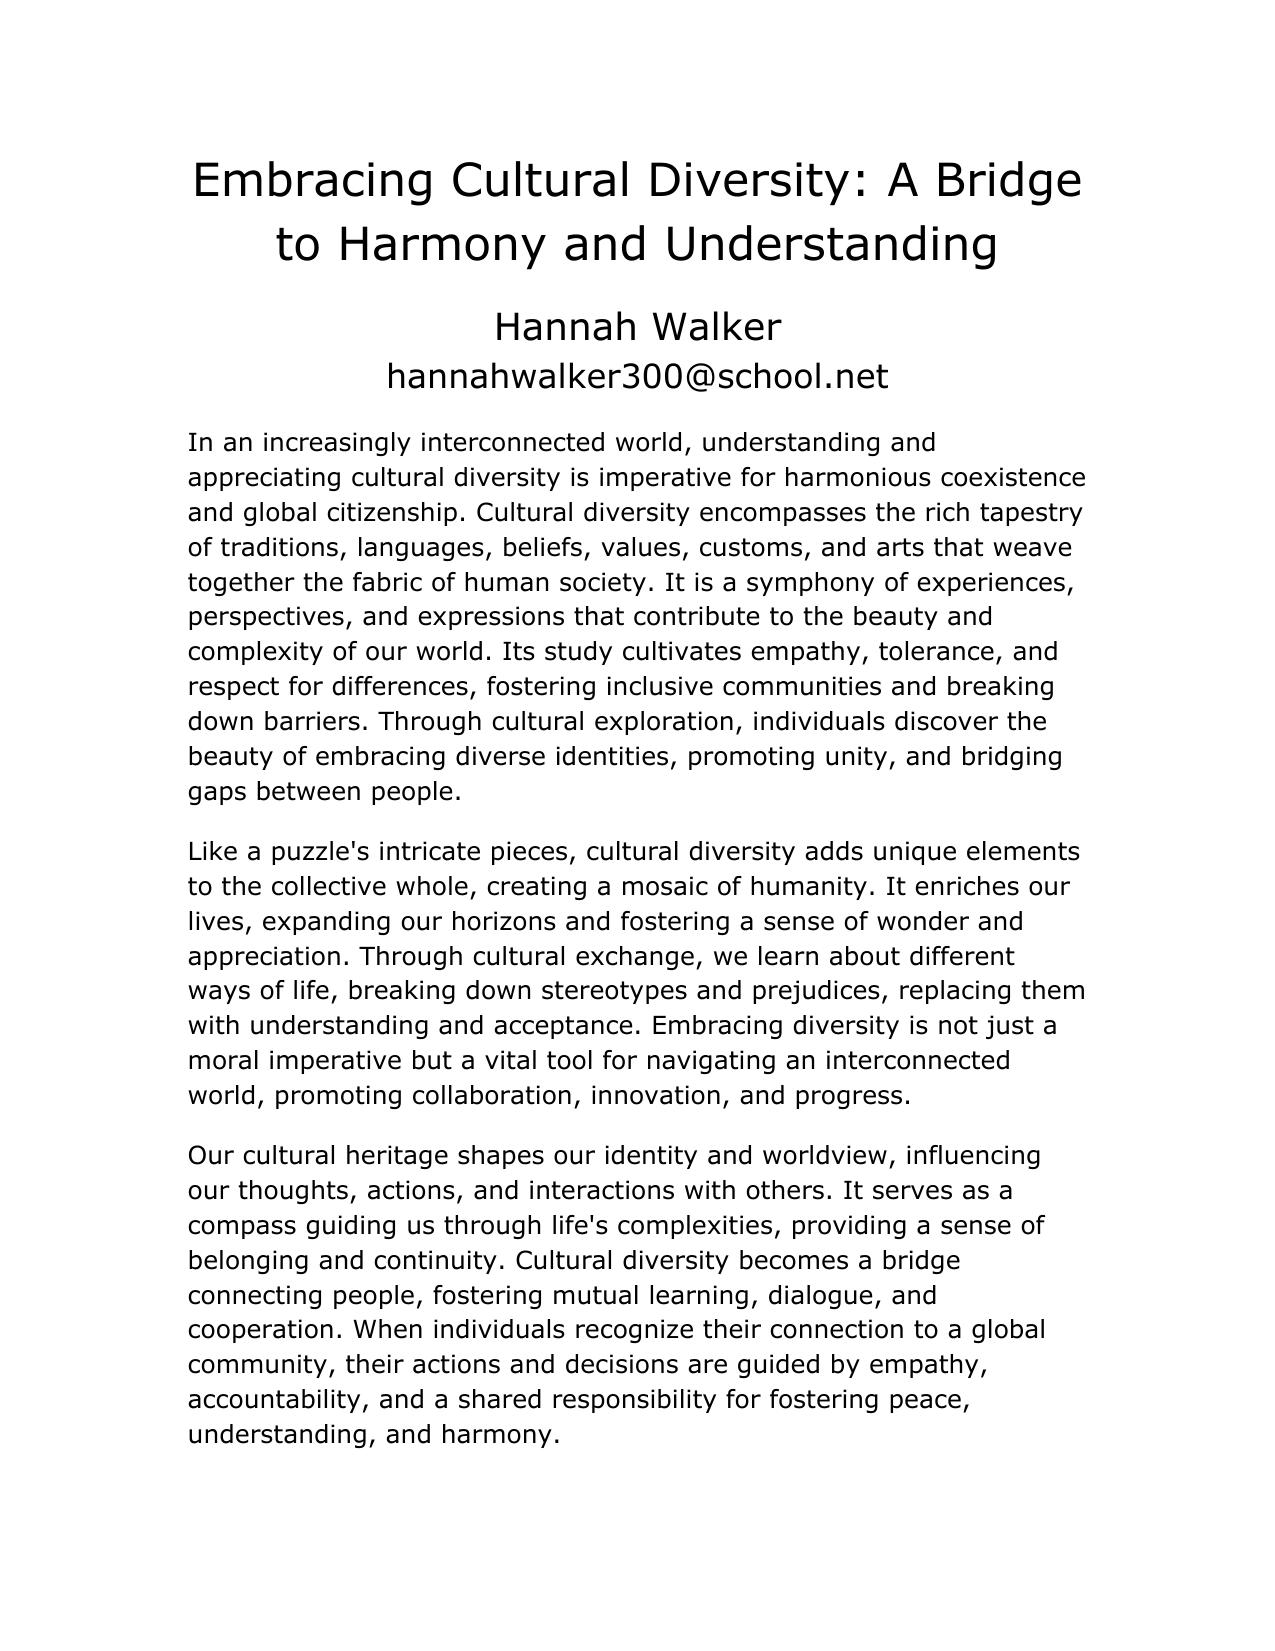 Embracing Cultural Diversity: A Bridge
to Harmony and Understanding
Hannah Walker
hannahwalker300@school.net
In an increasingly interconnected world, understanding and
appreciating cultural diversity is imperative for harmonious coexistence
and global citizenship. Cultural diversity encompasses the rich tapestry
of traditions, languages, beliefs, values, customs, and arts that weave
together the fabric of human society. It is a symphony of experiences,
perspectives, and expressions that contribute to the beauty and
complexity of our world. Its study cultivates empathy, tolerance, and
respect for differences, fostering inclusive communities and breaking
down barriers. Through cultural exploration, individuals discover the
beauty of embracing diverse identities, promoting unity, and bridging
gaps between people.
Like a puzzle's intricate pieces, cultural diversity adds unique elements
to the collective whole, creating a mosaic of humanity. It enriches our
lives, expanding our horizons and fostering a sense of wonder and
appreciation. Through cultural exchange, we learn about different
ways of life, breaking down stereotypes and prejudices, replacing them
with understanding and acceptance. Embracing diversity is not just a
moral imperative but a vital tool for navigating an interconnected
world, promoting collaboration, innovation, and progress.
Our cultural heritage shapes our identity and worldview, influencing
our thoughts, actions, and interactions with others. It serves as a
compass guiding us through life's complexities, providing a sense of
belonging and continuity. Cultural diversity becomes a bridge
connecting people, fostering mutual learning, dialogue, and
cooperation. When individuals recognize their connection to a global
community, their actions and decisions are guided by empathy,
accountability, and a shared responsibility for fostering peace,
understanding, and harmony.